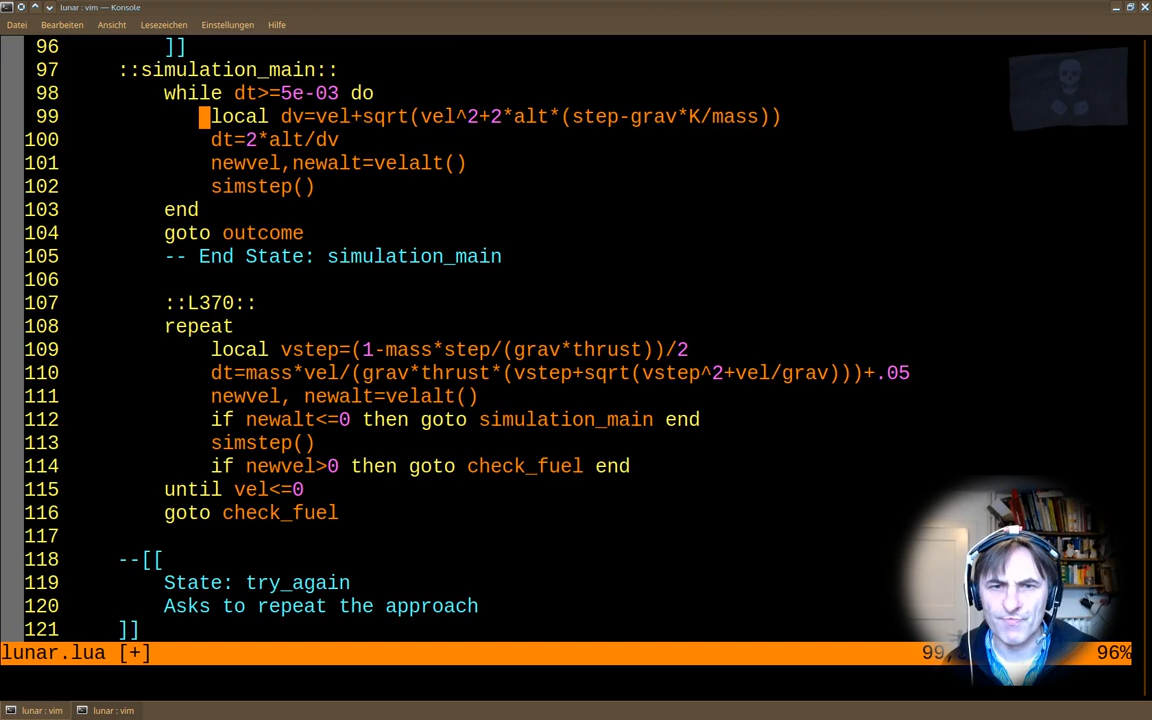 lunar : vim — Konsole
Datei Bearbeiten Ansicht Lesezeichen Einstellungen Hilfe
96 ]]
97 ::simulation_main::
98 while dt>=5e-03 do
99 local dv=vel+sqrt(vel^2+2*alt*(step-grav*K/mass))
100 dt=2*alt/dv
101 newvel,newalt=velalt()
102 simstep()
103 end
104 goto outcome
105 -- End State: simulation_main
106
107 ::L370::
108 repeat
109 local vstep=(1-mass*step/(grav*thrust))/2
110 dt=mass*vel/(grav*thrust*(vstep+sqrt(vstep^2+vel/grav)))+.05
111 newvel, newalt=velalt()
112 if newalt<=0 then goto simulation_main end
113 simstep()
114 if newvel>0 then goto check_fuel end
115 until vel<=0
116 goto check_fuel
117
118 --[[
119 State: try_again
120 Asks to repeat the approach
121 ]]
lunar.lua [+] 99, 96%
lunar : vim lunar : vim